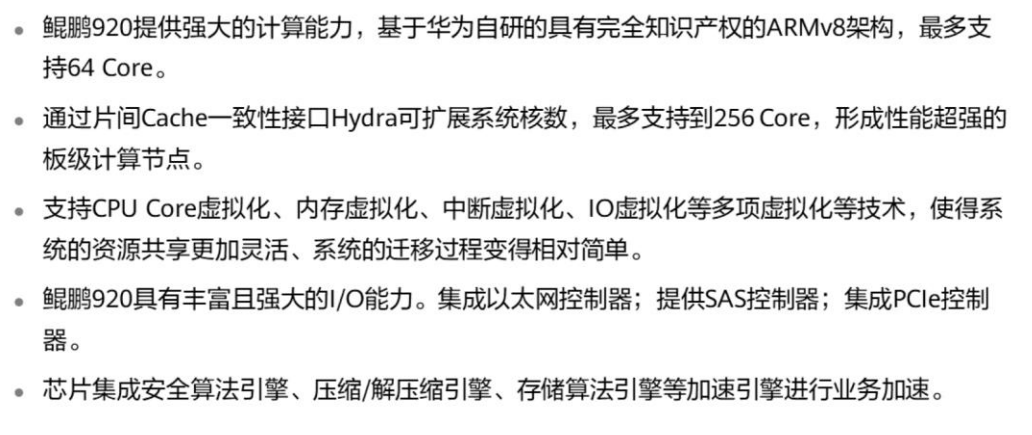 • 鲲鹏920提供强大的计算能力，基于华为自研的具有完全知识产权的ARMv8架构，最多支
持64 Core。
• 通过片间Cache一致性接口Hydra可扩展系统核数，最多支持到256 Core，形成性能超强的
板级计算节点。
• 支持CPU Core虚拟化、内存虚拟化、中断虚拟化、IO虚拟化等多项虚拟化等技术，使得系
统的资源共享更加灵活、系统的迁移过程变得相对简单。
• 鲲鹏920具有丰富且强大的I/O能力。集成以太网控制器；提供SAS控制器；集成PCIe控制
器。
• 芯片集成安全算法引擎、压缩/解压缩引擎、存储算法引擎等加速引擎进行业务加速。